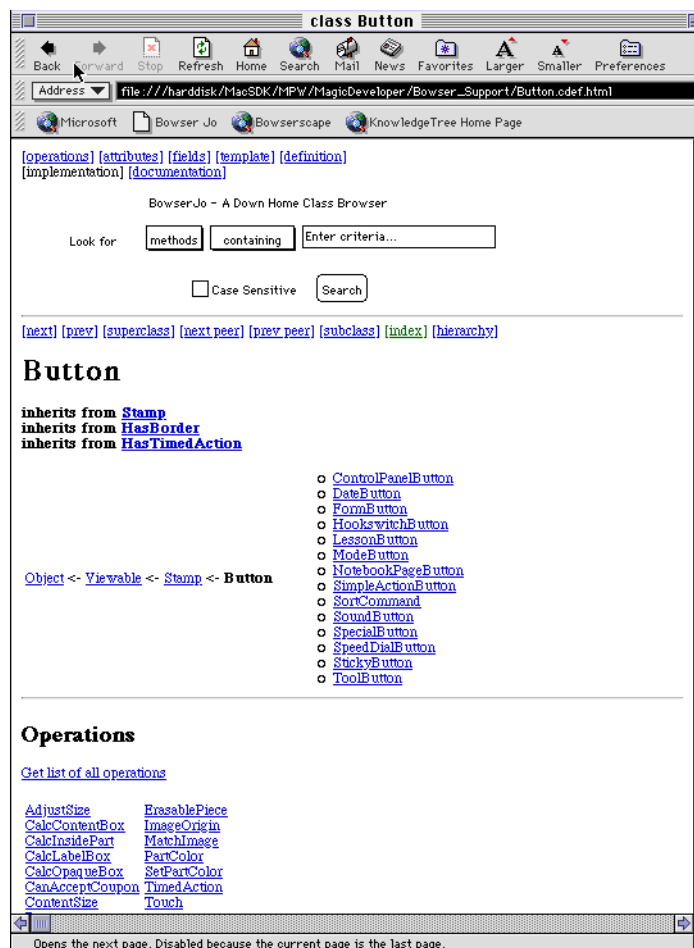 class Button
Back Forward Stop Refresh Home Search Mail News Favorites Larger Smaller Preferences
Address file:///harddisk/MacSDK/MPW/MagicDeveloper/Bowser_Support/Button.cdef.html
Microsoft Bowser Jo Bowserscape KnowledgeTree Home Page
[operations] [attributes] [fields] [template] [definition]
[implementation] [documentation]
BowserJo - A Down Home Class Browser
Look for methods containing Enter criteria...
Case Sensitive Search
[next] [prev] [superclass] [next peer] [prev peer] [subclass] [index] [hierarchy]
Button
inherits from Stamp
inherits from HasBorder
inherits from HasTimedAction
Object <- Viewable <- Stamp <- Button
ControlPanelButton
DateButton
FormButton
HookswitchButton
LessonButton
ModeButton
NotebookPageButton
SimpleActionButton
SortCommand
SoundButton
SpecialButton
SpeedDialButton
StickyButton
ToolButton
Operations
Get list of all operations
AdjustSize ErasablePiece
CalcContentBox ImageOrigin
CalcInsidePart MatchImage
CalcLabelBox PartColor
CalcOpaqueBox SetPartColor
CanAcceptCoupon TimedAction
ContentSize Touch
Opens the next page. Disabled because the current page is the last page.